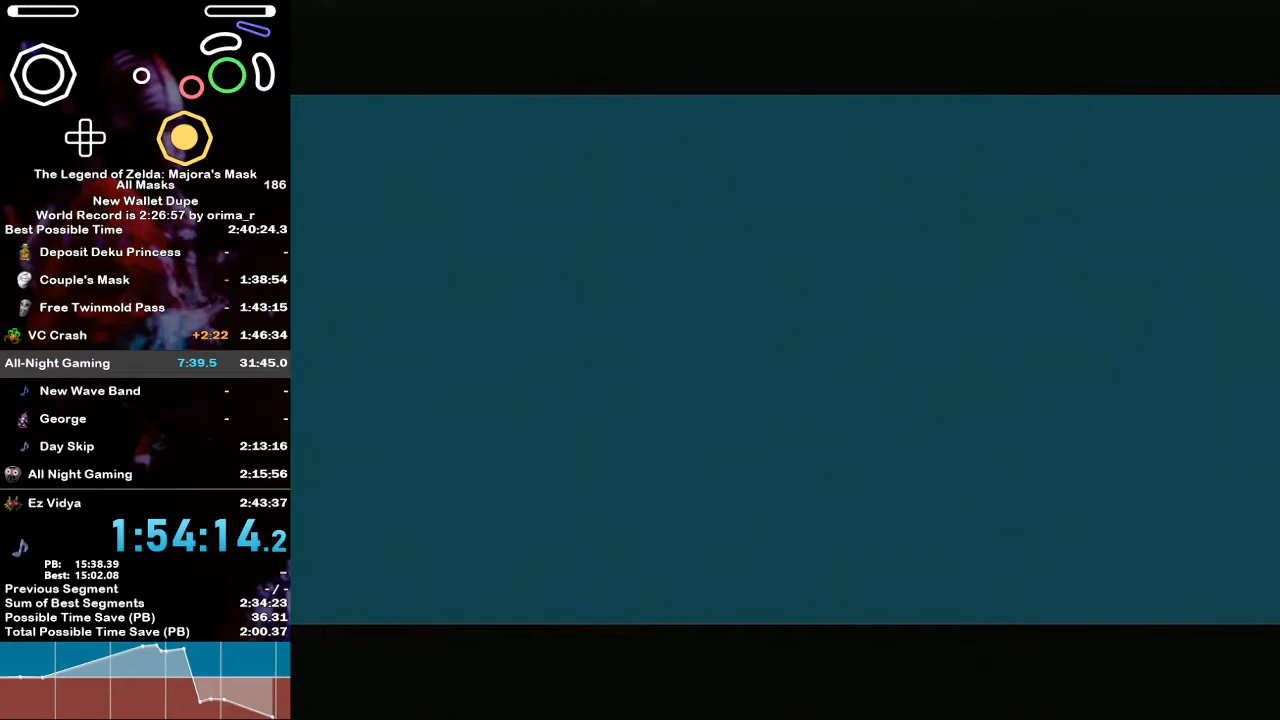 The Legend of Zelda: Majora's Mask
All Masks 186
New Wallet Dupe
World Record is 2:26:57 by orima_r
Best Possible Time 2:40:24.3
Deposit Deku Princess - -
Couple's Mask - 1:38:54
Free Twinmold Pass - 1:43:15
VC Crash +2:22 1:46:34
All-Night Gaming 7:39.5 31:45.0
New Wave Band - -
George - -
Day Skip 2:13:16
All Night Gaming 2:15:56
Ez Vidya 2:43:37
1:54:14.2
PB: 15:38.39
Best: 15:02.08 -
Previous Segment - / -
Sum of Best Segments 2:34:23
Possible Time Save (PB) 36.31
Total Possible Time Save (PB) 2:00.37